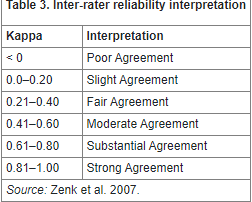 Table 3. Inter-rater reliability interpretation
Kappa Interpretation
< 0 Poor Agreement
0.0–0.20 Slight Agreement
0.21–0.40 Fair Agreement
0.41–0.60 Moderate Agreement
0.61–0.80 Substantial Agreement
0.81–1.00 Strong Agreement
Source: Zenk et al. 2007.